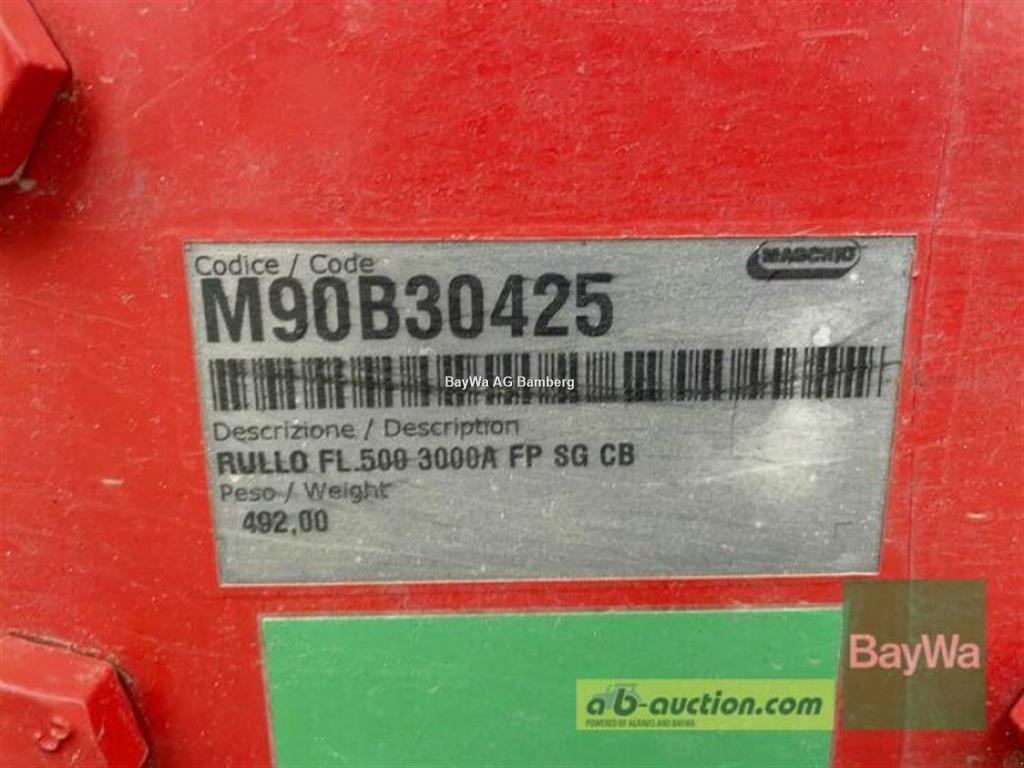 MASCHIO
Codice / Code
M90B30425
BayWa AG Bamberg
Descrizione / Description
RULLO FL.500 3000A FP SG CB
Peso / Weight
492,00
BayWa
ab-auction.com
POWERED BY AGRAVIS AND BAYWA
8